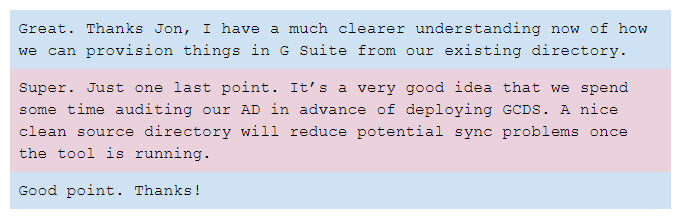 Great. Thanks Jon, I have a much clearer understanding now of how
we can provision things in G Suite from our existing directory.
Super. Just one last point. It’s a very good idea that we spend
some time auditing our AD in advance of deploying GCDS. A nice
clean source directory will reduce potential sync problems once
the tool is running.
Good point. Thanks!